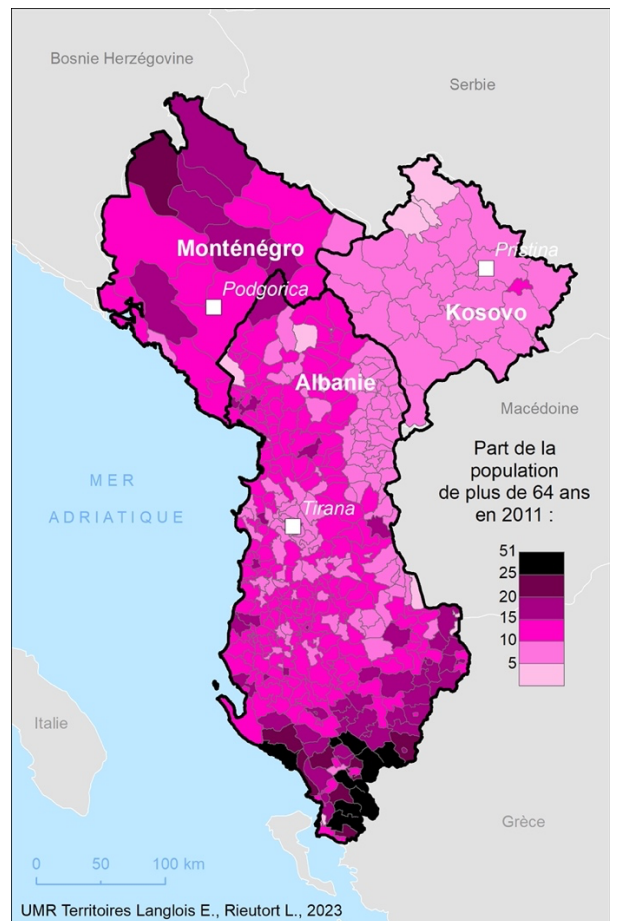 Bosnie Herzégovine
Serbie
Monténégro
Pristina
Podgorica
Kosovo
Albanie
Macédoine
Part de la
population
de plus de 64 ans
en 2011 :
MER
ADRIATIQUE
Tirana
51
25
20
15
10
5
Italie
Grèce
0 50 100 km
UMR Territoires Langlois E., Rieutort L., 2023